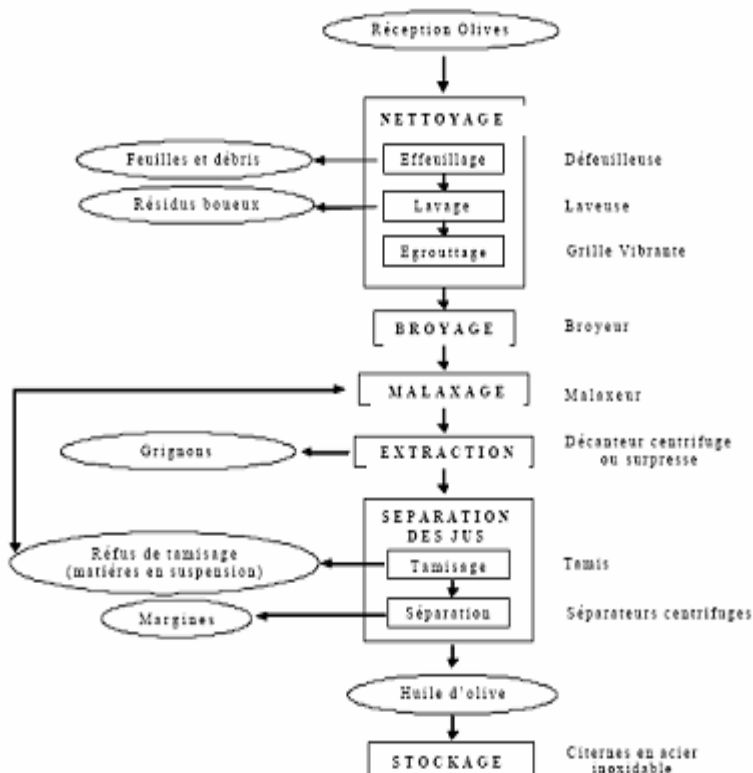 Réception Olives
NETTOYAGE
Feuilles et débris
Effeuillage
Défeuilleuse
Résidus boueux
Lavage
Laveuse
Egrouttage
Grille Vibrante
BROYAGE
Broyeur
MALAXAGE
Malaxeur
Grignons
EXTRACTION
Décanteur centrifuge
ou surpresse
SEPARATION
DES JUS
Réfus de tamisage
(matiéres en suspension)
Tamisage
Tamis
Margines
Séparation
Séparateurs centrifuges
Huile d'olive
STOCKAGE
Citernes en acier
inoxidable